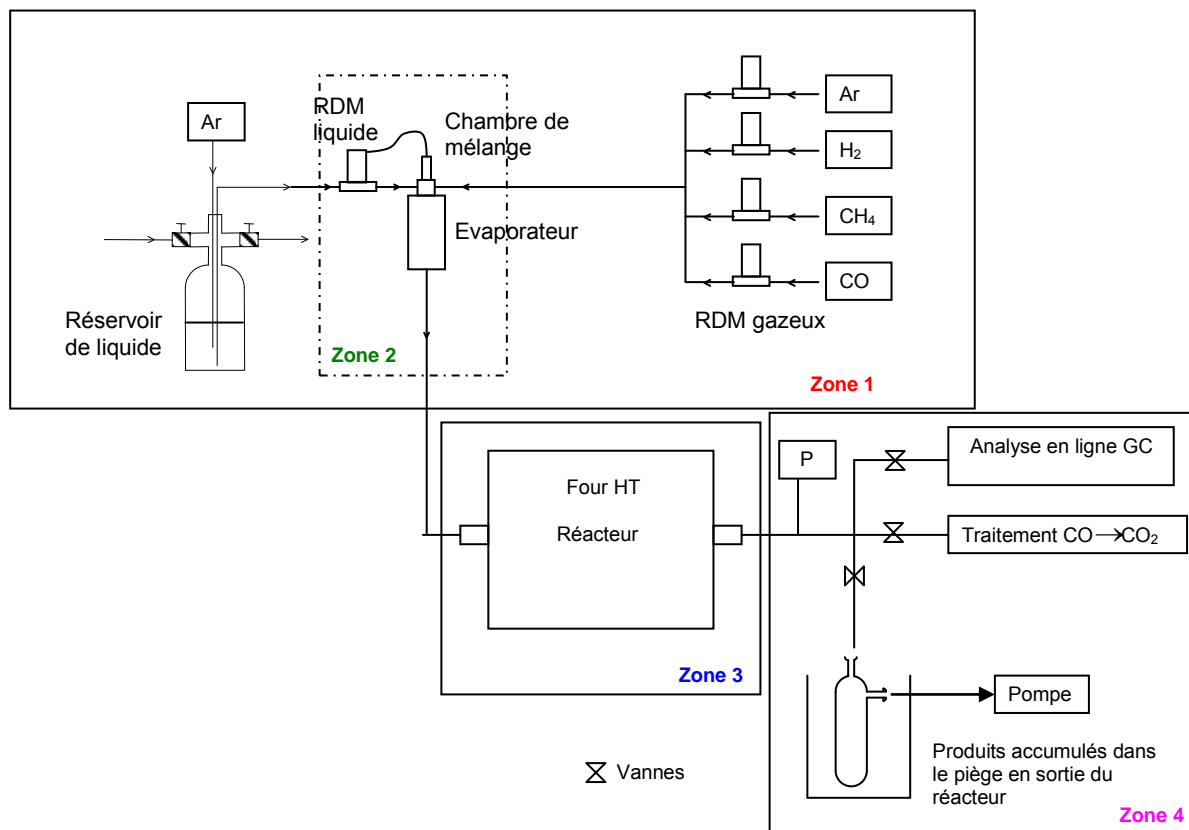 Ar
RDM
liquide
Chambre de
mélange
Evaporateur
Réservoir
de liquide
Zone 2
Ar
H₂
CH₄
CO
RDM gazeux
Zone 1
Four HT
Réacteur
Zone 3
P
Analyse en ligne GC
Traitement CO→CO₂
Pompe
Produits accumulés dans
le piège en sortie du
réacteur
Vannes
Zone 4